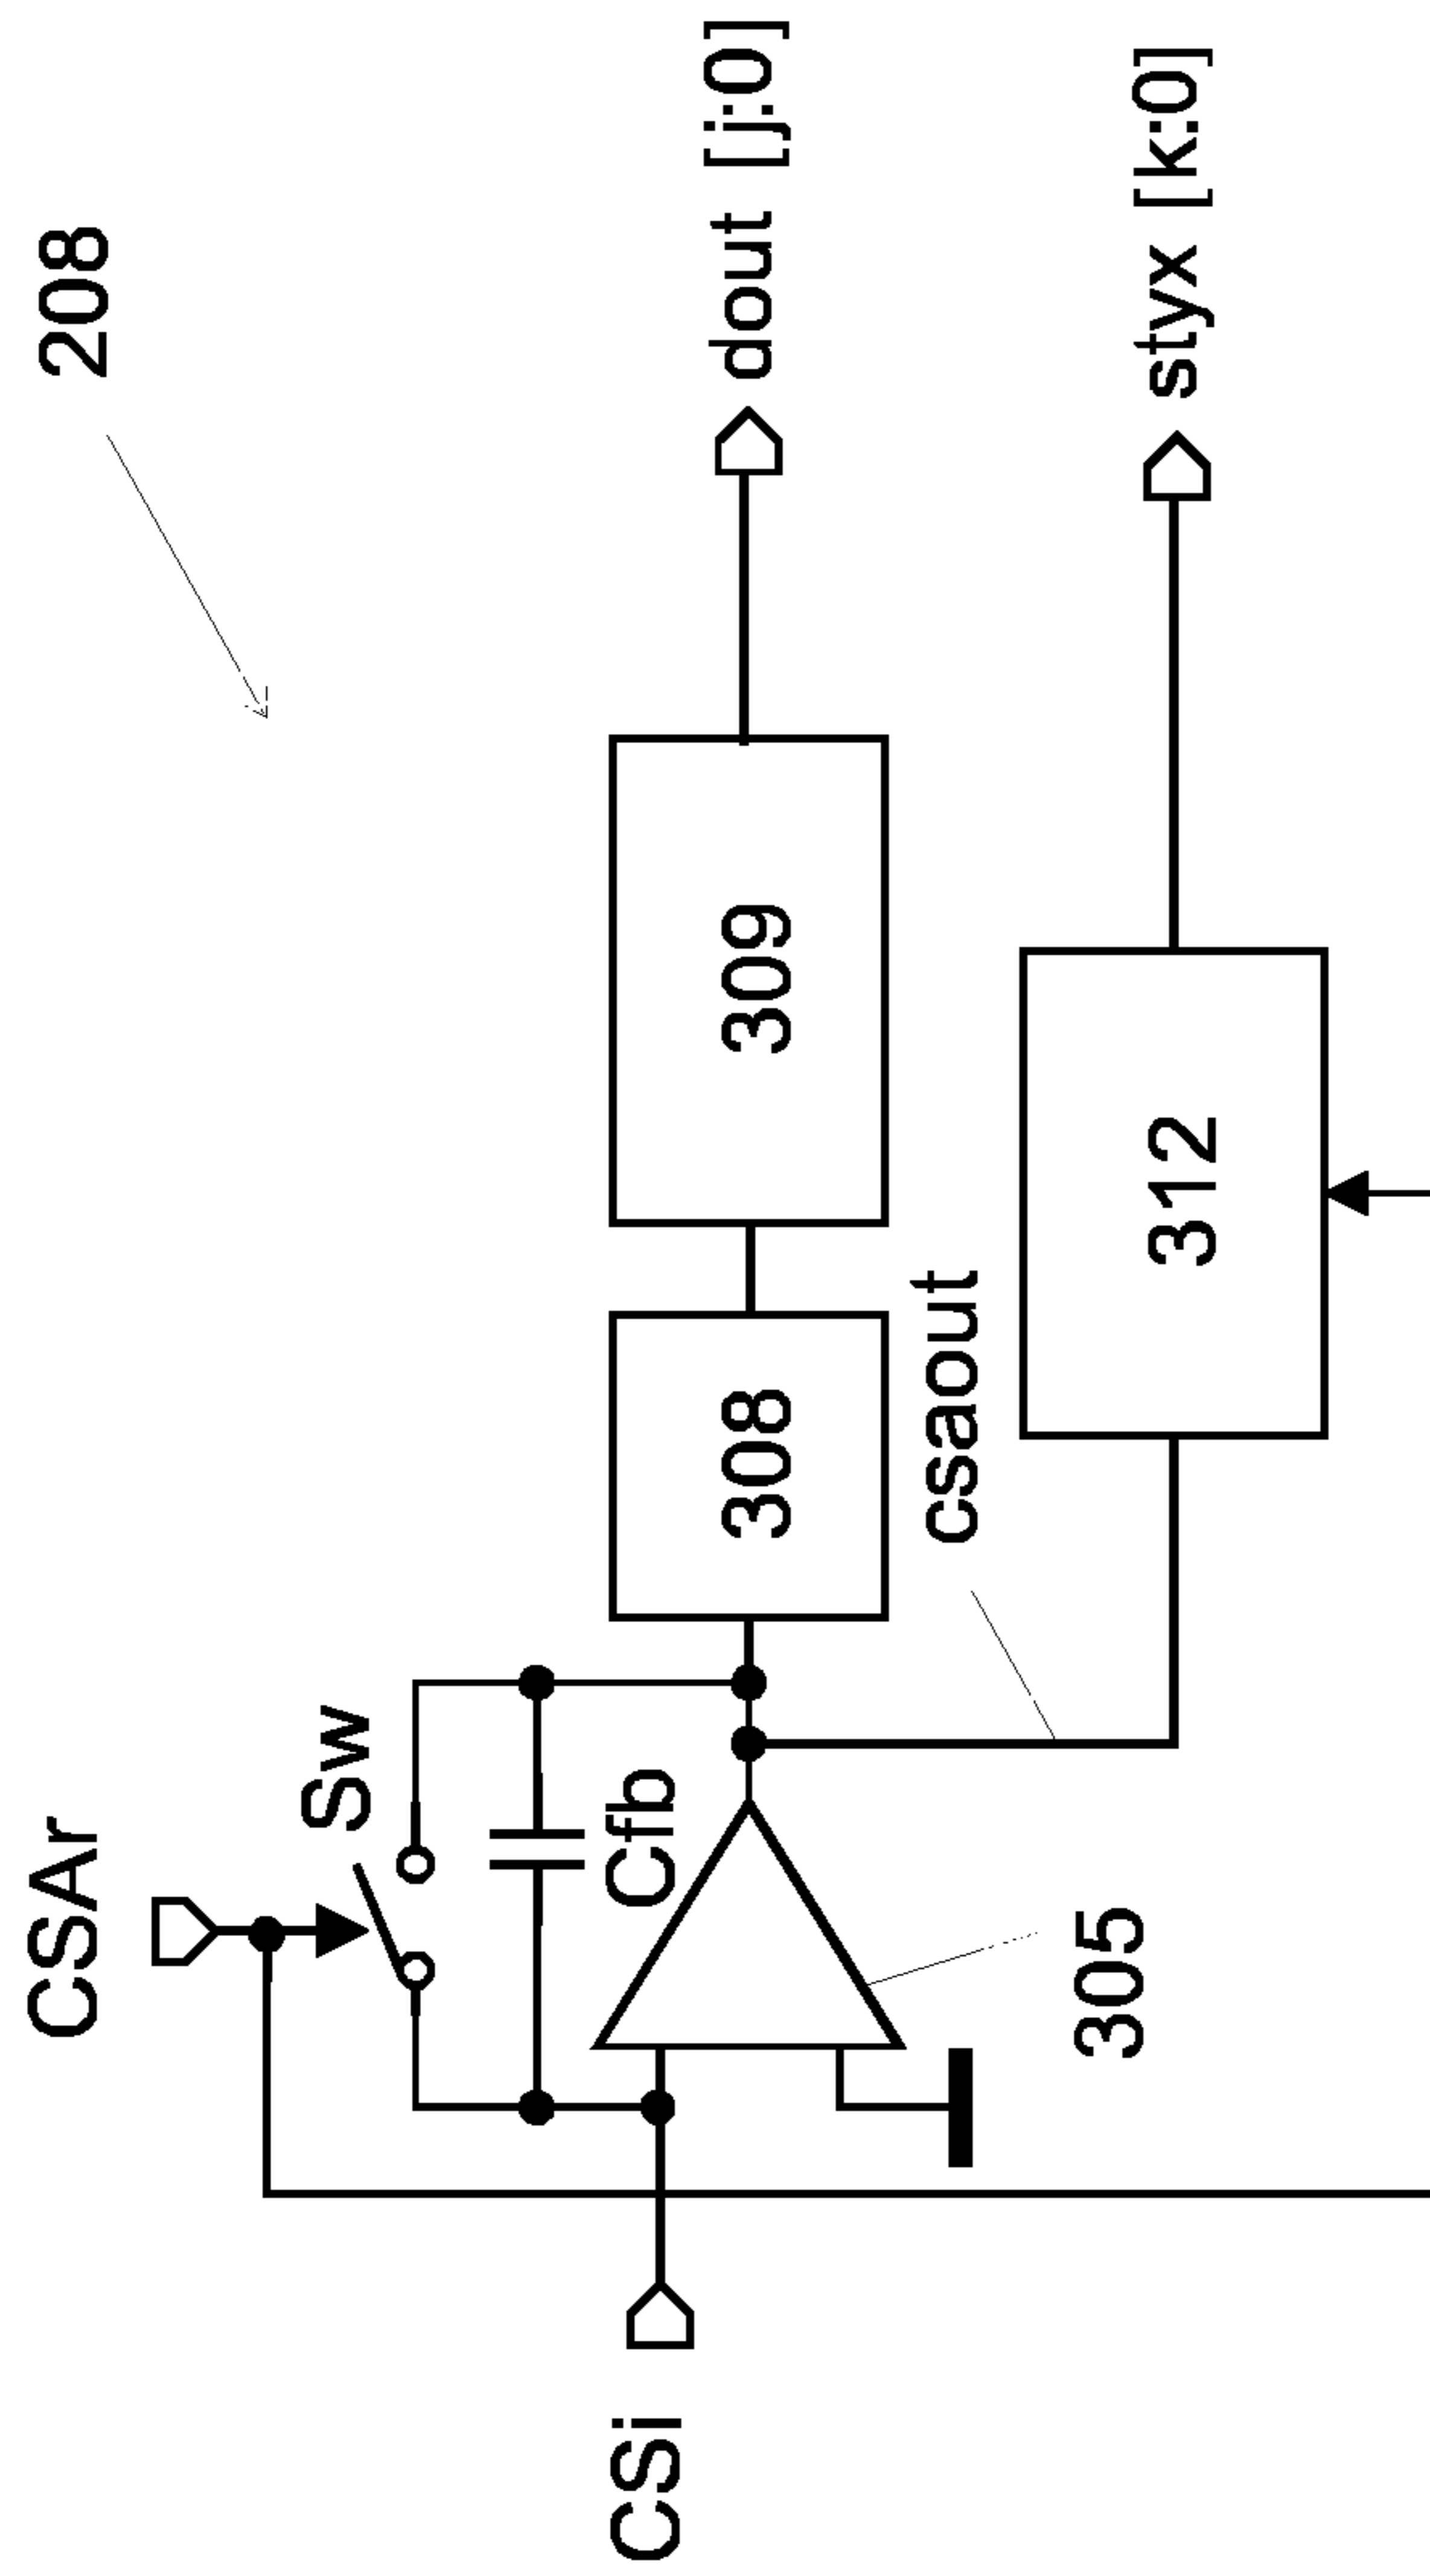 208
CSAr
Sw
Cfb
CSi
308
309
dout [j:0]
csaout
305
312
styx [k:0]